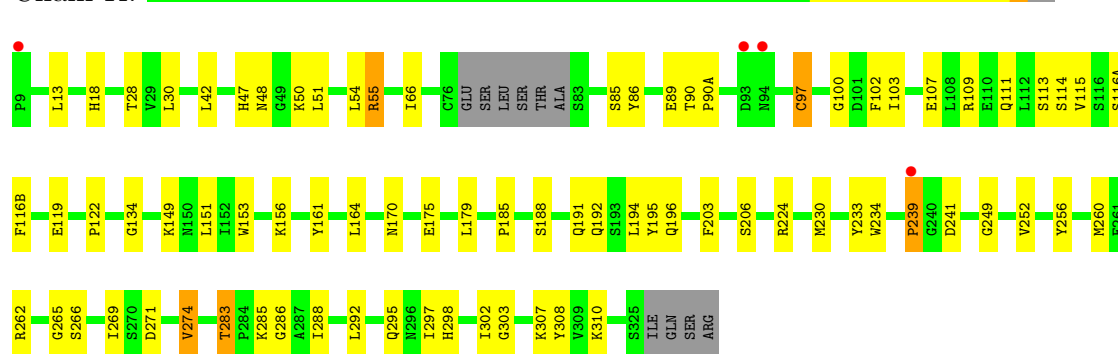 P9 L13 H18 T28 V29 L30 L42 H47 N48 G49 K50 L51 L54 R55 I66 C76 GLU SER LEU SER THR ALA S83 S85 Y86 E89 T90 P90A D93 N94 C97 G100 D101 F102 I103 E107 L108 R109 E110 Q111 L112 S113 S114 V115 S116 S116A
F116B E119 P122 G134 K149 N150 L151 I152 W153 K156 Y161 L164 N170 E175 L179 P185 S188 Q191 Q192 S193 L194 Y195 Q196 F203 S206 R224 M230 Y233 W234 P239 G240 D241 G249 V252 Y256 M260
R262 G265 S266 I269 S270 D271 V274 T283 P284 K285 G286 A287 I288 L292 Q295 N296 I297 H298 I302 G303 K307 Y308 V309 K310 S325 ILE GLN SER ARG